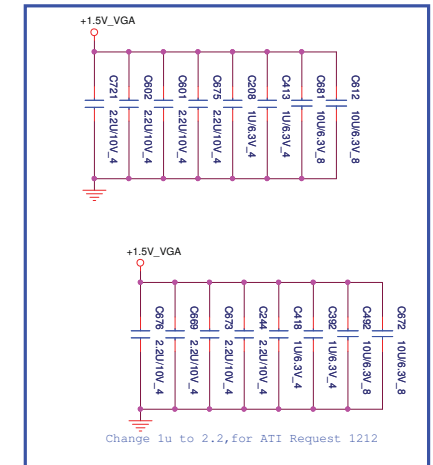 +1.5V_VGA
C721 2.2U/10V_4
C602 2.2U/10V_4
C601 2.2U/10V_4
C675 2.2U/10V_4
C208 1U/6.3V_4
C413 1U/6.3V_4
C681 10U/6.3V_8
C612 10U/6.3V_8
+1.5V_VGA
C676 2.2U/10V_4
C669 2.2U/10V_4
C673 2.2U/10V_4
C244 2.2U/10V_4
C418 1U/6.3V_4
C392 1U/6.3V_4
C492 10U/6.3V_8
C672 10U/6.3V_8
Change 1u to 2.2,for ATI Request 1212